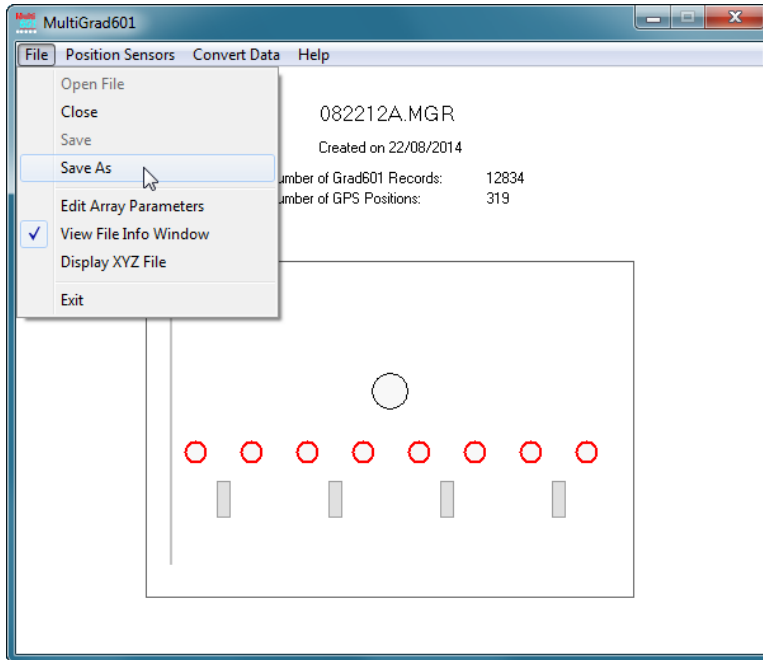 MultiGrad601
File Position Sensors Convert Data Help
Open File
Close
Save
Save As
Edit Array Parameters
View File Info Window
Display XYZ File
Exit
082212A.MGR
Created on 22/08/2014
umber of Grad601 Records: 12834
umber of GPS Positions: 319